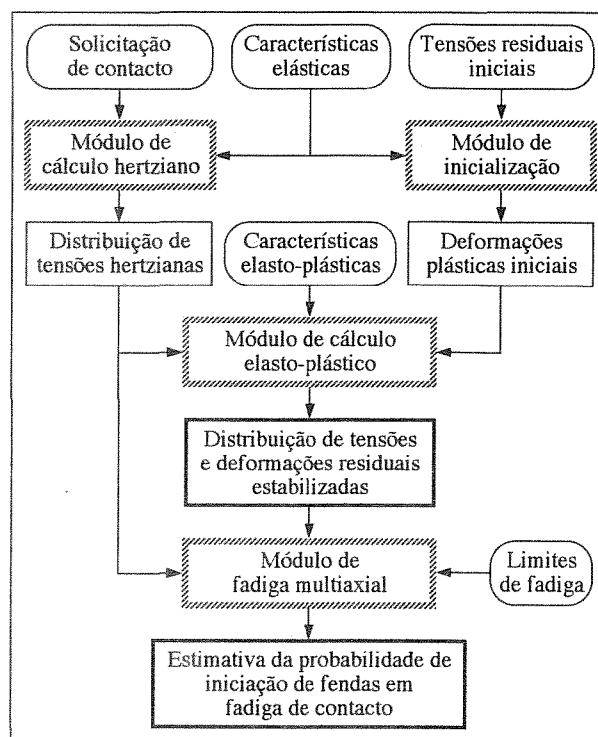 Solicitação
de contacto
Características
elásticas
Tensões residuais
iniciais
Módulo de
cálculo hertziano
Módulo de
inicialização
Distribuição de
tensões hertzianas
Características
elasto-plásticas
Deformações
plásticas iniciais
Módulo de cálculo
elasto-plástico
Distribuição de tensões
e deformações residuais
estabilizadas
Módulo de
fadiga multiaxial
Limites
de fadiga
Estimativa da probabilidade de
iniciação de fendas em
fadiga de contacto